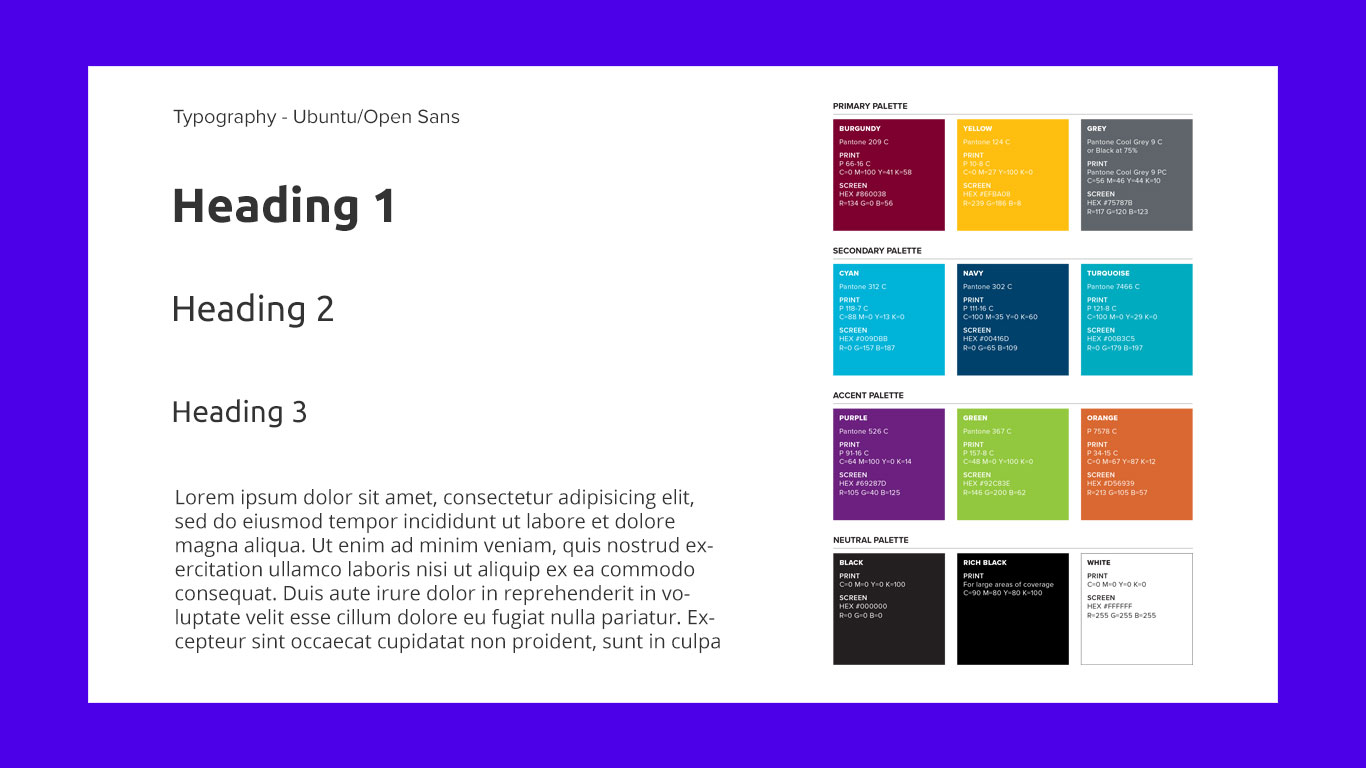 Typography - Ubuntu/Open Sans
Heading 1
Heading 2
Heading 3
Lorem ipsum dolor sit amet, consectetur adipisicing elit,
sed do eiusmod tempor incididunt ut labore et dolore
magna aliqua. Ut enim ad minim veniam, quis nostrud ex-
ercitation ullamco laboris nisi ut aliquip ex ea commodo
consequat. Duis aute irure dolor in reprehenderit in vo-
luptate velit esse cillum dolore eu fugiat nulla pariatur. Ex-
cepteur sint occaecat cupidatat non proident, sunt in culpa
PRIMARY PALETTE
BURGUNDY
Pantone 209 C
PRINT
P 66-16 C
C=0 M=100 Y=41 K=58
SCREEN
HEX #860038
R=134 G=0 B=56
YELLOW
Pantone 124 C
PRINT
P 10-8 C
C=0 M=27 Y=100 K=0
SCREEN
HEX #EFBA08
R=239 G=186 B=8
GREY
Pantone Cool Grey 9 C
or Black at 75%
PRINT
Pantone Cool Grey 9 PC
C=56 M=46 Y=44 K=10
SCREEN
HEX #75787B
R=117 G=120 B=123
SECONDARY PALETTE
CYAN
Pantone 312 C
PRINT
P 118-7 C
C=88 M=0 Y=13 K=0
SCREEN
HEX #009DBB
R=0 G=157 B=187
NAVY
Pantone 302 C
PRINT
P 111-16 C
C=100 M=35 Y=0 K=60
SCREEN
HEX #00416D
R=0 G=65 B=109
TURQUOISE
Pantone 7466 C
PRINT
P 121-8 C
C=100 M=0 Y=29 K=0
SCREEN
HEX #00B3C5
R=0 G=179 B=197
ACCENT PALETTE
PURPLE
Pantone 526 C
PRINT
P 91-16 C
C=64 M=100 Y=0 K=14
SCREEN
HEX #69287D
R=105 G=40 B=125
GREEN
Pantone 367 C
PRINT
P 157-8 C
C=48 M=0 Y=100 K=0
SCREEN
HEX #92C83E
R=146 G=200 B=62
ORANGE
P 7578 C
PRINT
P 34-15 C
C=0 M=67 Y=87 K=12
SCREEN
HEX #D56939
R=213 G=105 B=57
NEUTRAL PALETTE
BLACK
PRINT
C=0 M=0 Y=0 K=100
SCREEN
HEX #000000
R=0 G=0 B=0
RICH BLACK
PRINT
For large areas of coverage
C=90 M=80 Y=80 K=100
WHITE
PRINT
C=0 M=0 Y=0 K=0
SCREEN
HEX #FFFFFF
R=255 G=255 B=255